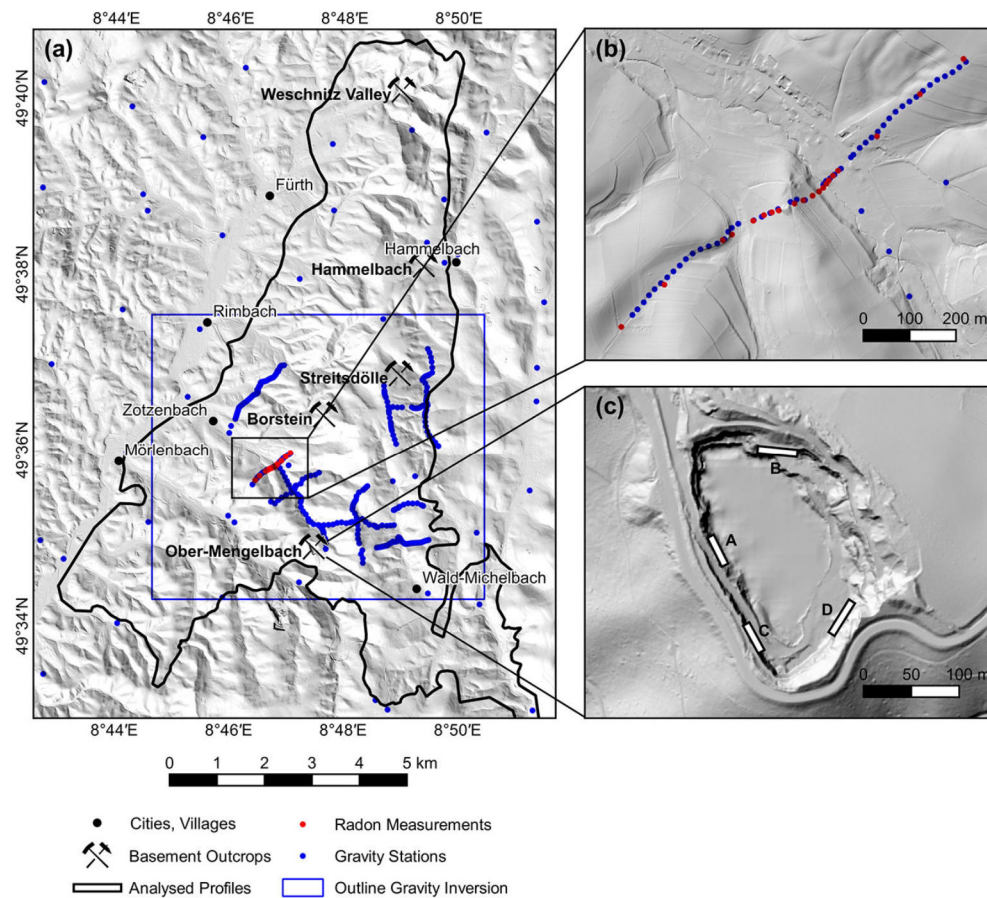 8°44′E
8°46′E
8°48′E
8°50′E
(a)
49°40′N
49°38′N
49°36′N
49°34′N
Weschnitz Valley
Fürth
Hammelbach
Hammelbach
Rimbach
Streitsdölle
Zotzenbach
Borstein
Mörlenbach
Ober-Mengelbach
Wald-Michelbach
8°44′E
8°46′E
8°48′E
8°50′E
(b)
0 100 200 m
(c)
B
A
D
C
0 50 100 m
0 1 2 3 4 5 km
Cities, Villages
Radon Measurements
Basement Outcrops
Gravity Stations
Analysed Profiles
Outline Gravity Inversion